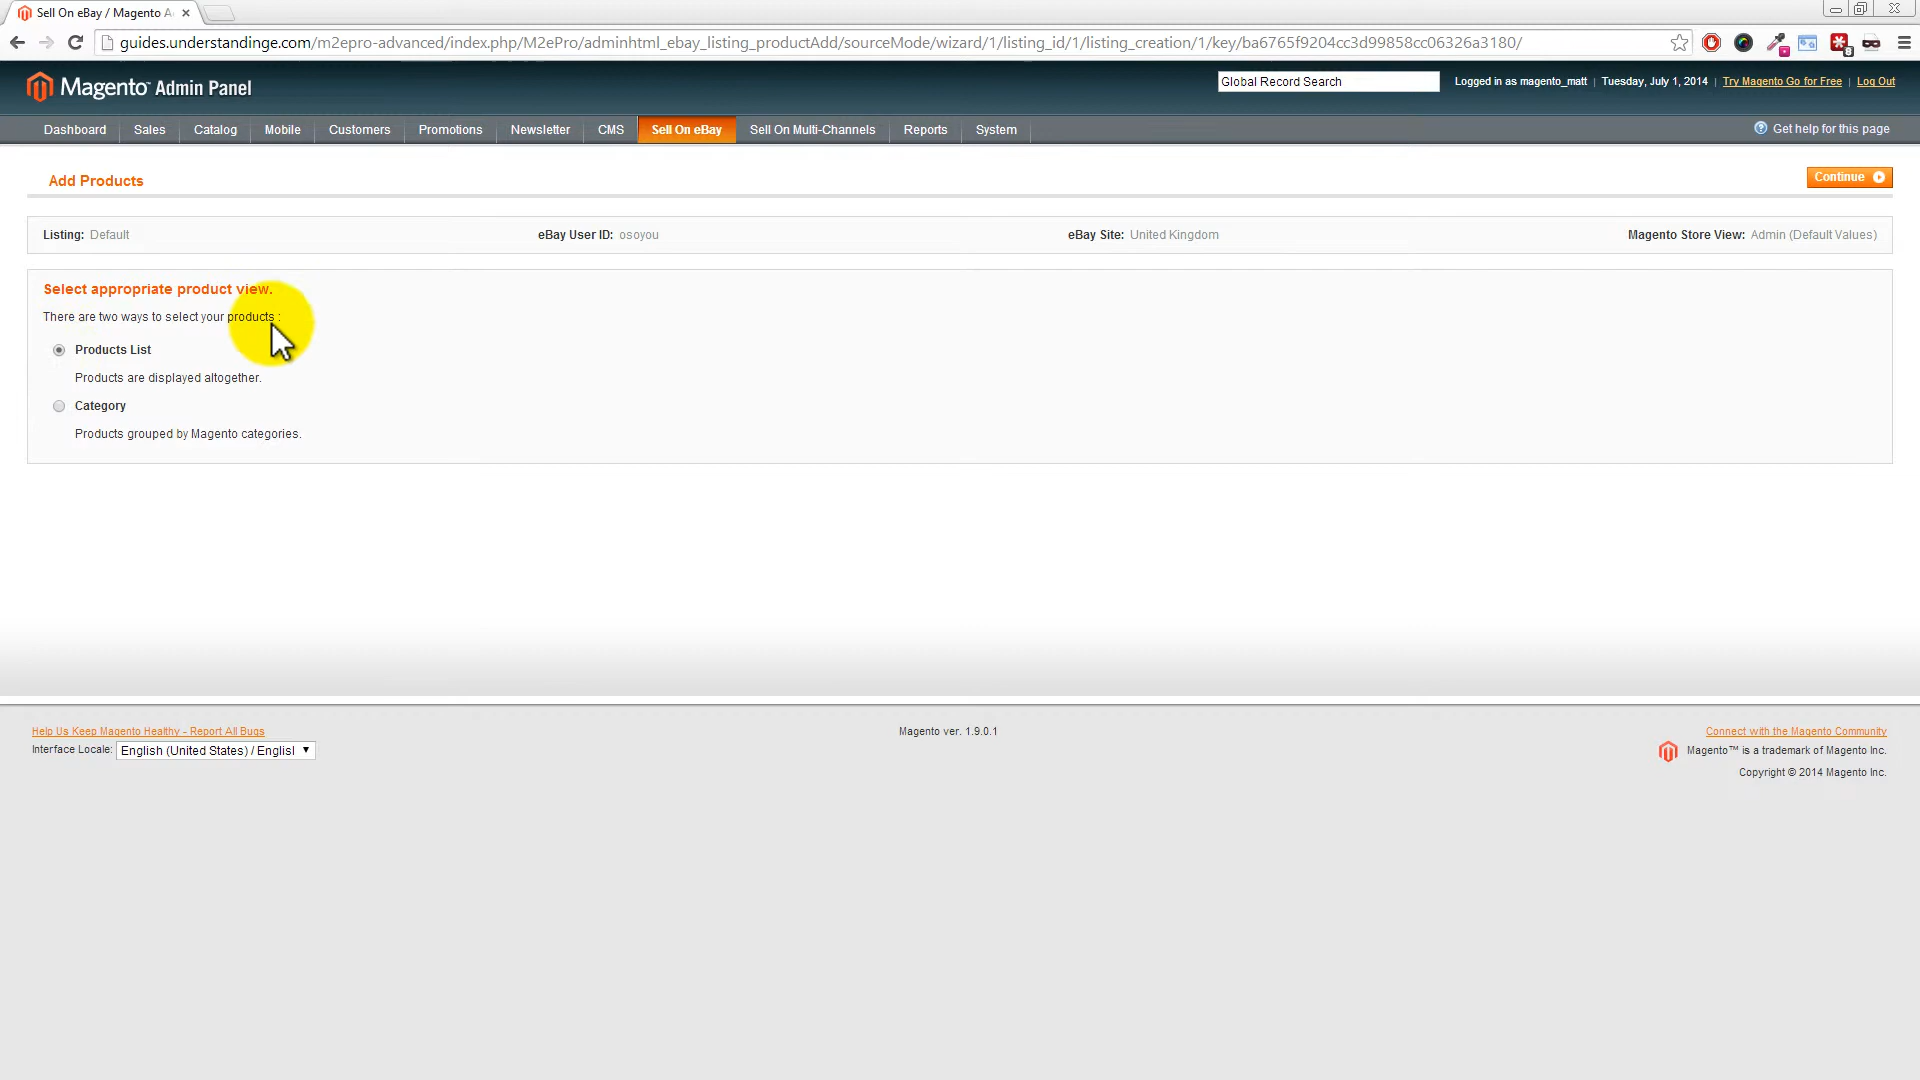 Sell On eBay / Magento A
guides.understandinge.com/m2epro-advanced/index.php/M2ePro/adminhtml_ebay_listing_productAdd/sourceMode/wizard/1/listing_id/1/listing_creation/1/key/ba6765f9204cc3d99858cc06326a3180/
8
Magento™ Admin Panel
Global Record Search
Logged in as magento_matt | Tuesday, July 1, 2014 | Try Magento Go for Free | Log Out
Dashboard Sales Catalog Mobile Customers Promotions Newsletter CMS Sell On eBay Sell On Multi-Channels Reports System
Get help for this page
Add Products
Continue
Listing: Default eBay User ID: osoyou eBay Site: United Kingdom Magento Store View: Admin (Default Values)
Select appropriate product view.
There are two ways to select your products :
Products List
Products are displayed altogether.
Category
Products grouped by Magento categories.
Help Us Keep Magento Healthy - Report All Bugs
Interface Locale: English (United States) / Englisl
Magento ver. 1.9.0.1
Connect with the Magento Community
Magento™ is a trademark of Magento Inc.
Copyright © 2014 Magento Inc.